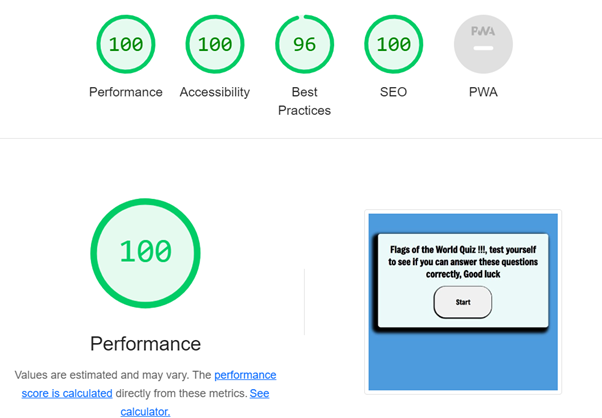 100 100 96 100 PWA
Performance Accessibility Best Practices SEO PWA
100
Performance
Values are estimated and may vary. The performance
score is calculated directly from these metrics. See
calculator.
Flags of the World Quiz !!!, test yourself
to see if you can answer these questions
correctly, Good luck
Start